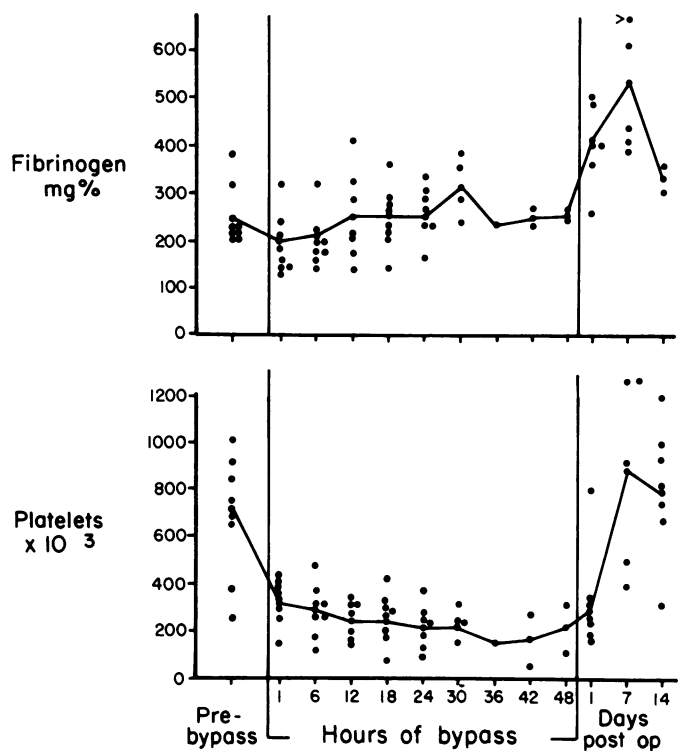 600
500
400
Fibrinogen
mg%
300
200
100
0
>
1200
1000
800
Platelets
x 10 3
600
400
200
0
1 6 12 18 24 30 36 42 48 1 7 14
Pre-
bypass
Hours of bypass
Days
post op